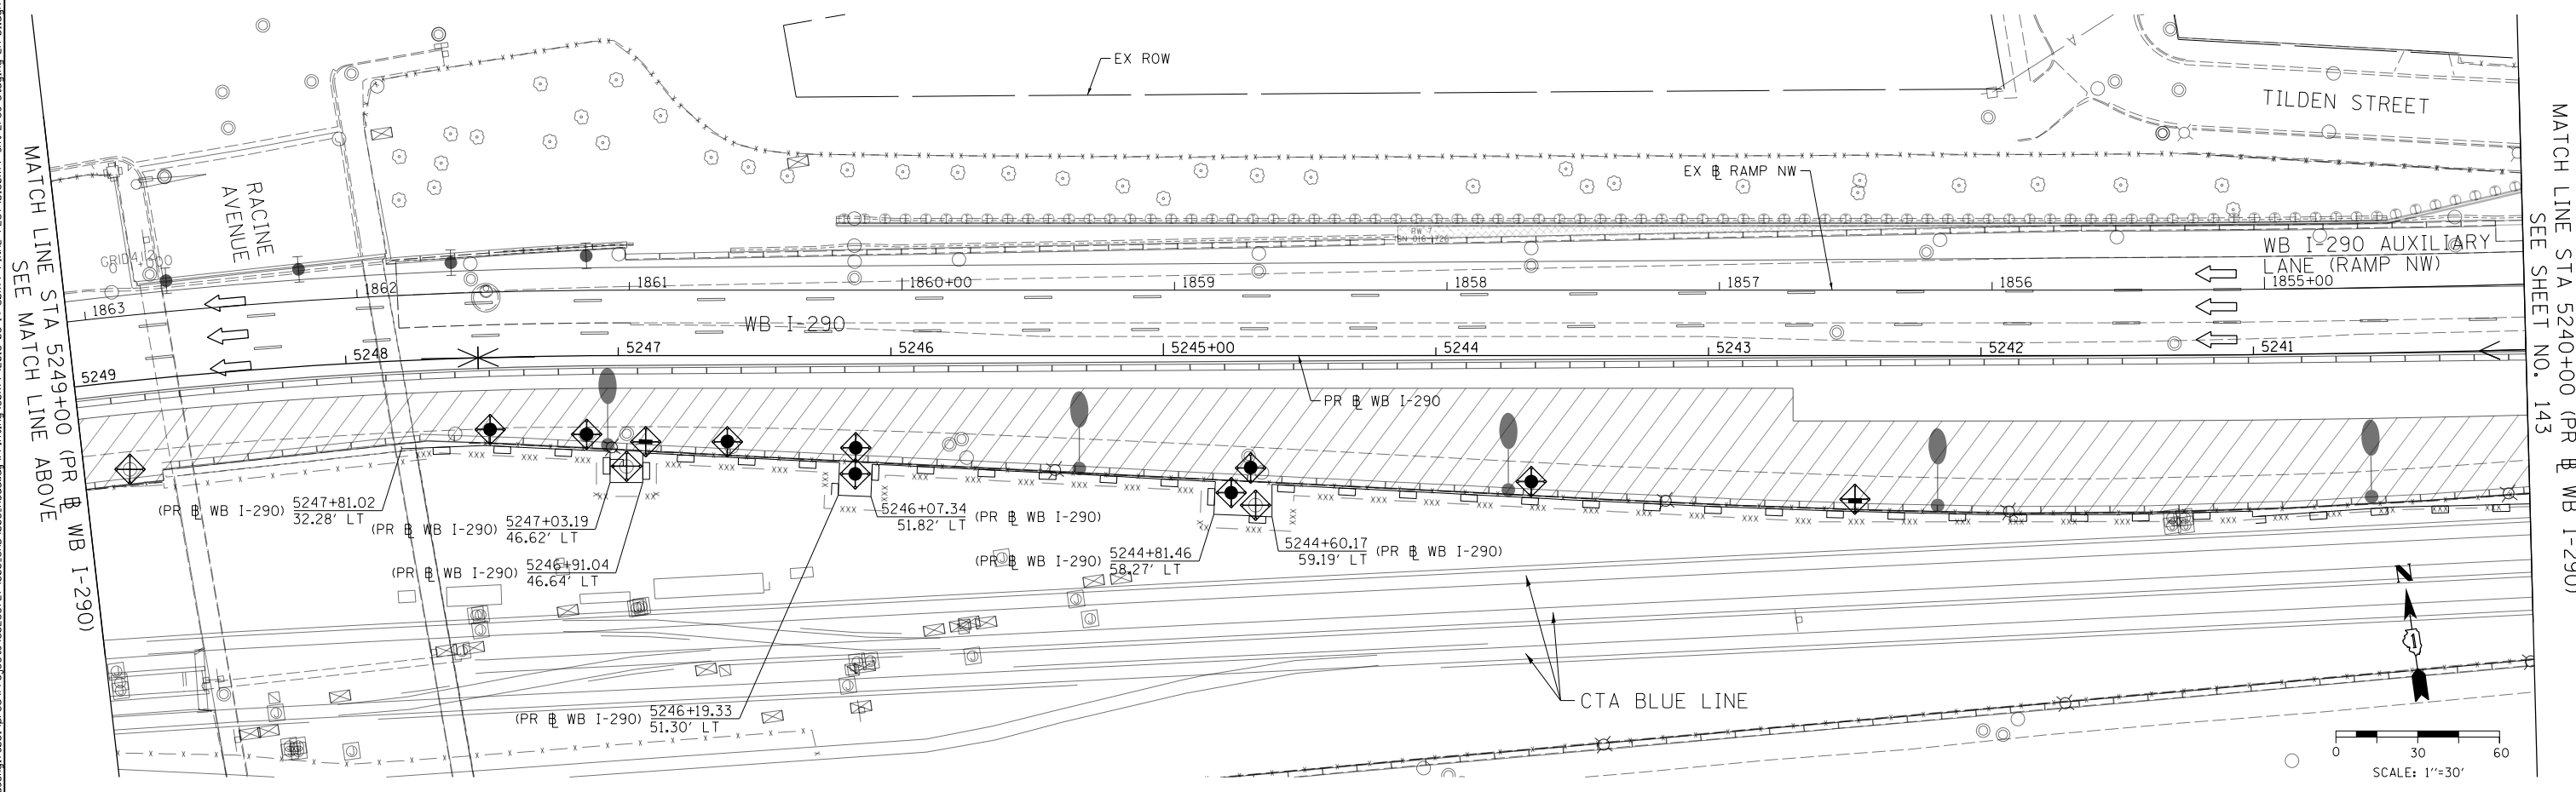 MATCH LINE STA 5249+00 (PR ⅊ WB I-290)
SEE MATCH LINE ABOVE
RACINE
AVENUE
EX ROW
TILDEN STREET
EX ⅊ RAMP NW
RW 7
WB I-290 AUXILIARY
LANE (RAMP NW)
1863
1862
1861
1860+00
1859
1858
1857
1856
1855+00
WB I-290
5249
5248
5247
5246
5245+00
5244
5243
5242
5241
PR ⅊ WB I-290
(PR ⅊ WB I-290) 5247+81.02
32.28' LT
(PR ⅊ WB I-290) 5247+03.19
46.62' LT
(PR ⅊ WB I-290) 5246+91.04
46.64' LT
5246+07.34
51.82' LT (PR ⅊ WB I-290)
(PR ⅊ WB I-290) 5244+81.46
58.27' LT
5244+60.17 (PR ⅊ WB I-290)
59.19' LT
(PR ⅊ WB I-290) 5246+19.33
51.30' LT
CTA BLUE LINE
N
0 30 60
SCALE: 1"=30'
MATCH LINE STA 5240+00 (PR ⅊ WB I-290)
SEE SHEET NO. 143